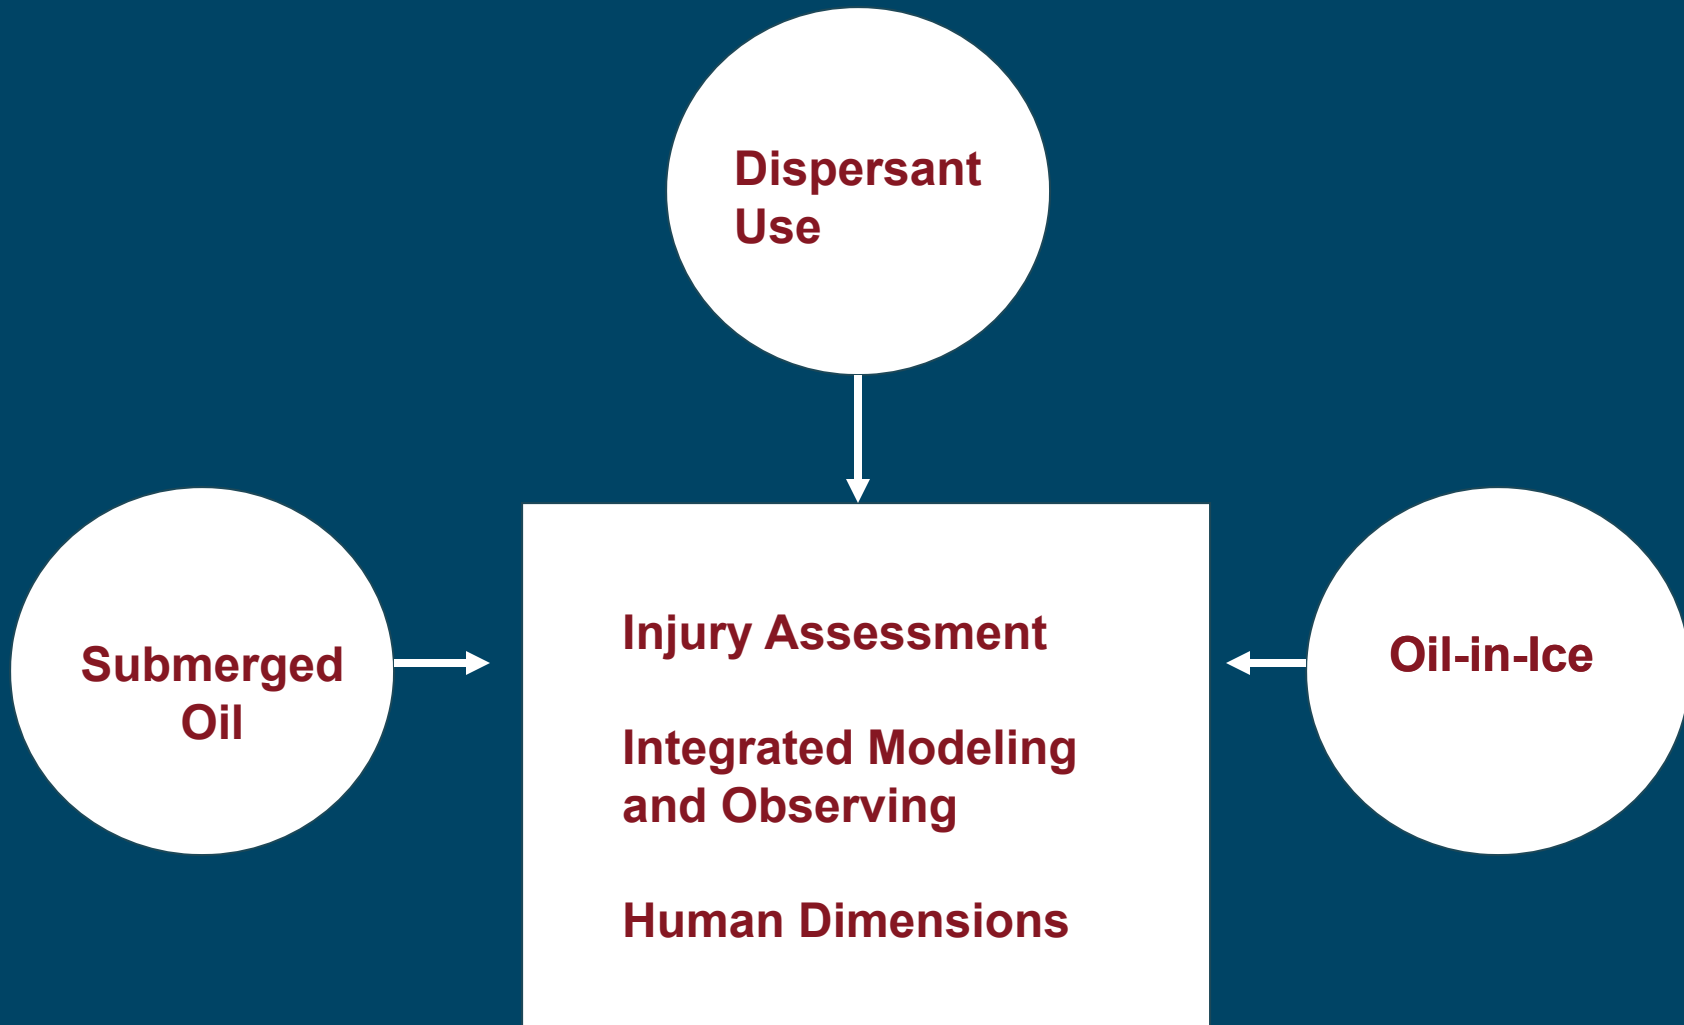 Dispersant
Use
Submerged
Oil
Injury Assessment
Integrated Modeling
and Observing
Human Dimensions
Oil-in-Ice